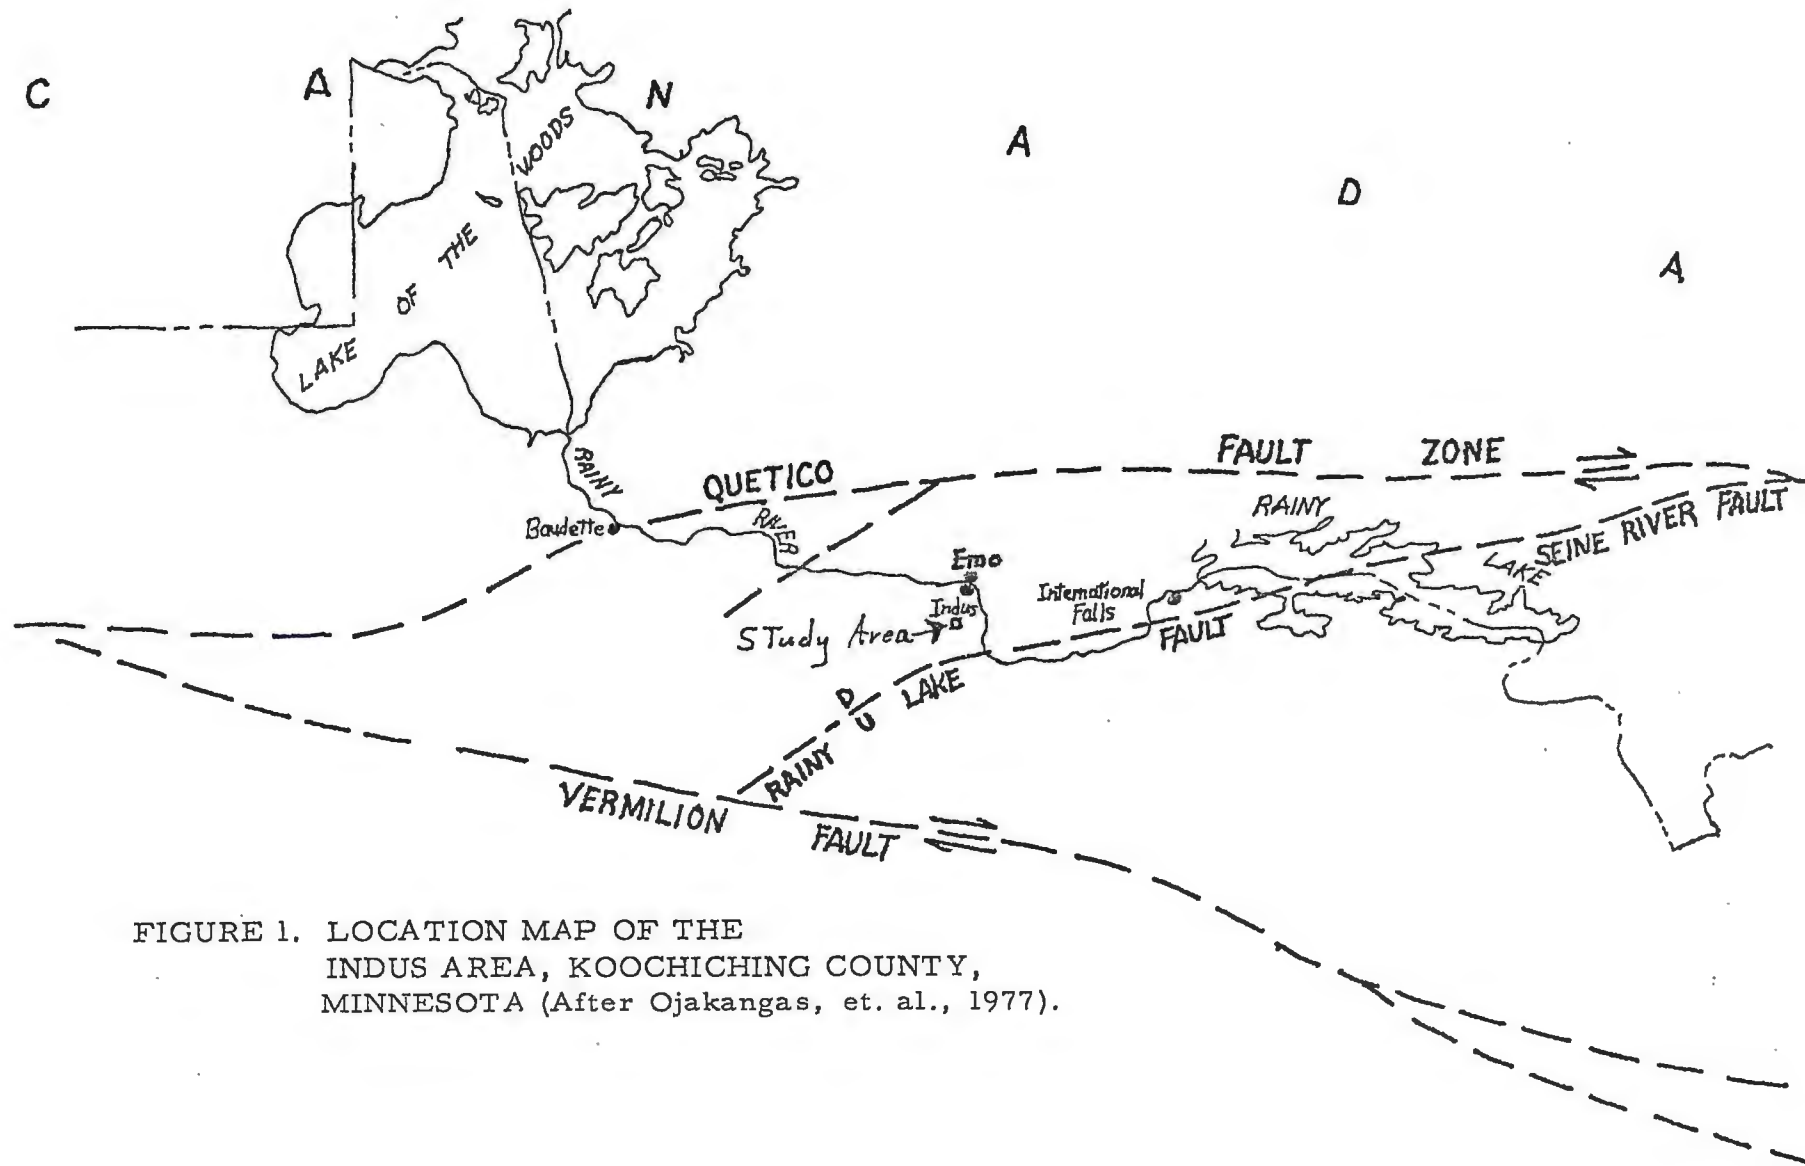 C A N A D A
LAKE OF THE WOODS
RAINY
RIVER
QUETICO FAULT ZONE
Baudette
Emo
Indus
STudy Area
International
Falls
RAINY
LAKE
SEINE RIVER FAULT
RAINY LAKE FAULT
D
U
VERMILION FAULT
FIGURE 1. LOCATION MAP OF THE
INDUS AREA, KOOCHICHING COUNTY,
MINNESOTA (After Ojakangas, et. al., 1977).